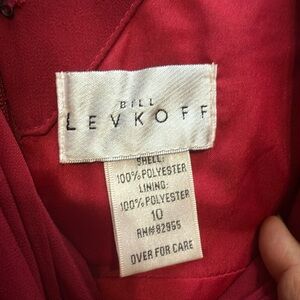 BILL
LEVKOFF
SHELL:
100% POLYESTER
LINING:
100% POLYESTER
10
RN#82955
OVER FOR CARE